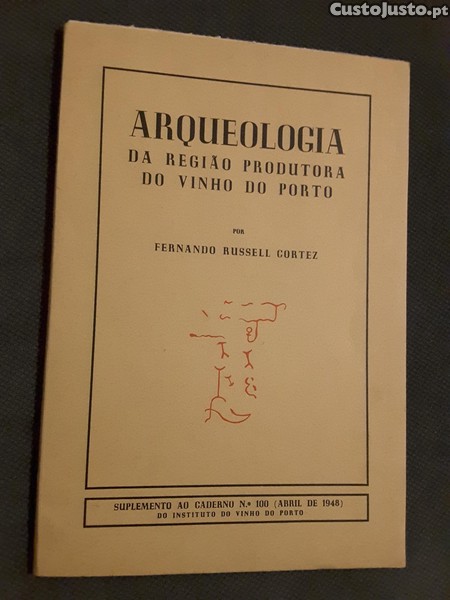 CustoJusto.pt
ARQUEOLOGIA
DA REGIÃO PRODUTORA
DO VINHO DO PORTO
POR
FERNANDO RUSSELL CORTEZ
SUPLEMENTO AO CADERNO N.º 100 (ABRIL DE 1948)
DO INSTITUTO DO VINHO DO PORTO